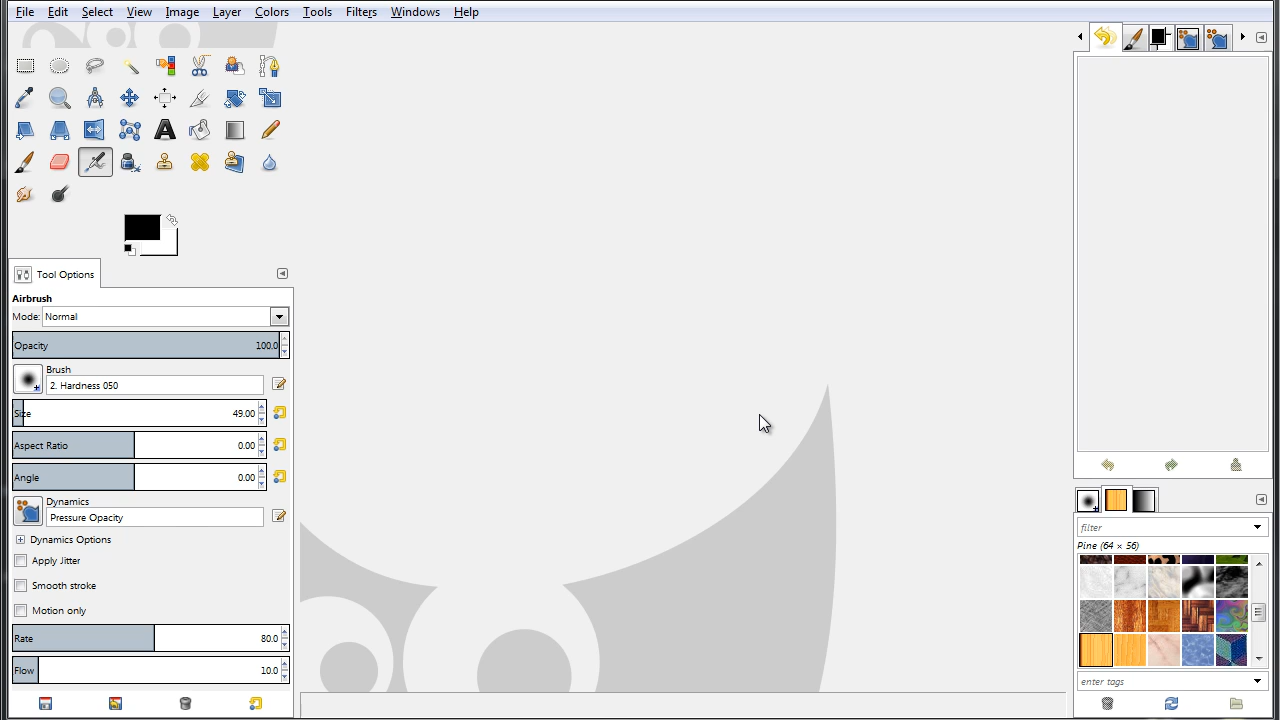 File Edit Select View Image Layer Colors Tools Filters Windows Help
Tool Options
Airbrush
Mode: Normal
Opacity 100.0
Brush
2. Hardness 050
Size 49.00
Aspect Ratio 0.00
Angle 0.00
Dynamics
Pressure Opacity
Dynamics Options
Apply Jitter
Smooth stroke
Motion only
Rate 80.0
Flow 10.0
filter
Pine (64 × 56)
enter tags